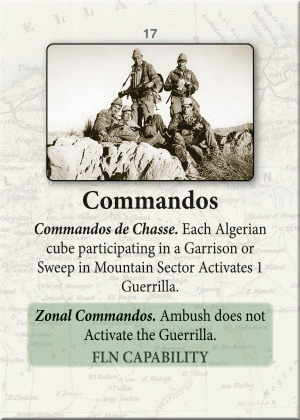 17
Commandos
Commandos de Chasse. Each Algerian
cube participating in a Garrison or
Sweep in Mountain Sector Activates 1
Guerrilla.
Zonal Commandos. Ambush does not
Activate the Guerrilla.
FLN CAPABILITY